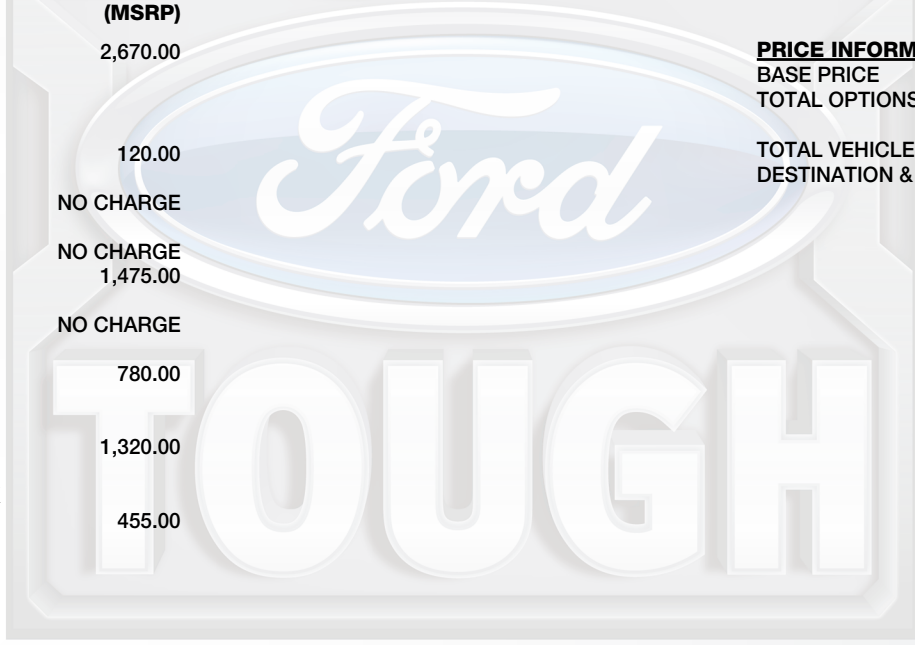 (MSRP)
2,670.00
120.00
NO CHARGE
NO CHARGE
1,475.00
NO CHARGE
780.00
1,320.00
455.00
PRICE INFORM
BASE PRICE
TOTAL OPTIONS
TOTAL VEHICLE
DESTINATION &
Ford
TOUGH